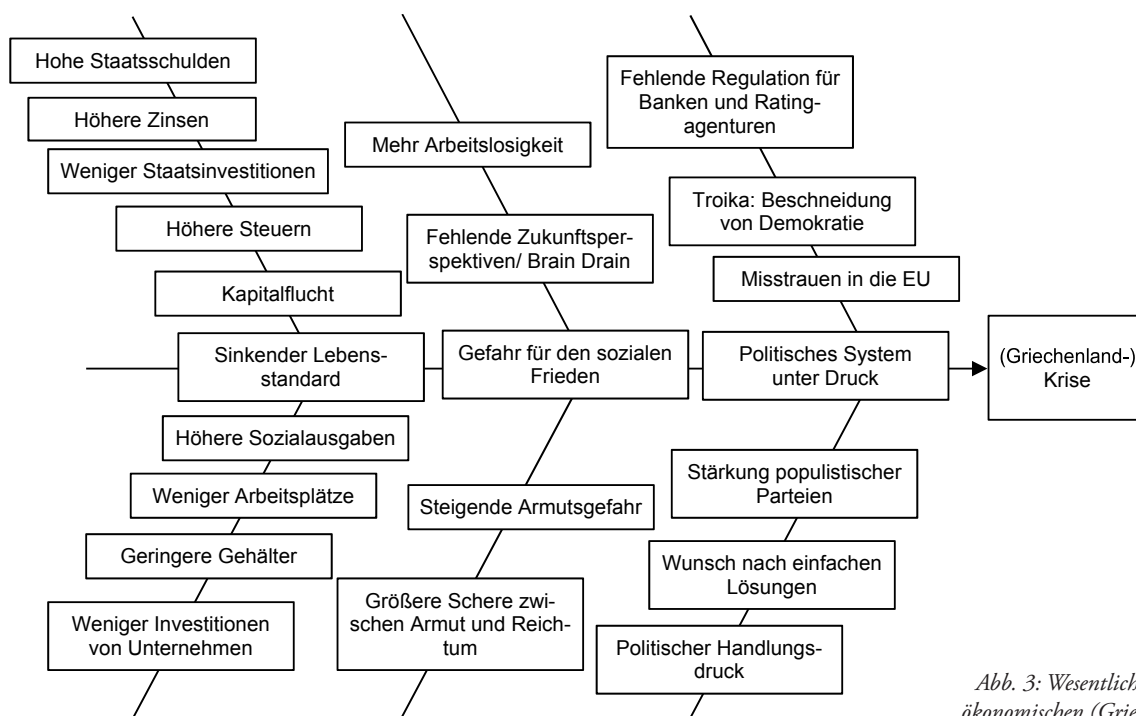 Hohe Staatsschulden
Höhere Zinsen
Weniger Staatsinvestitionen
Höhere Steuern
Kapitalflucht
Sinkender Lebens-
standard
Höhere Sozialausgaben
Weniger Arbeitsplätze
Geringere Gehälter
Weniger Investitionen
von Unternehmen
Mehr Arbeitslosigkeit
Fehlende Zukunftsper-
spektiven/ Brain Drain
Gefahr für den sozialen
Frieden
Steigende Armutsgefahr
Größere Schere zwi-
schen Armut und Reich-
tum
Fehlende Regulation für
Banken und Rating-
agenturen
Troika: Beschneidung
von Demokratie
Misstrauen in die EU
Politisches System
unter Druck
Stärkung populistischer
Parteien
Wunsch nach einfachen
Lösungen
Politischer Handlungs-
druck
(Griechenland-)
Krise
Abb. 3: Wesentlich
ökonomischen (Grie